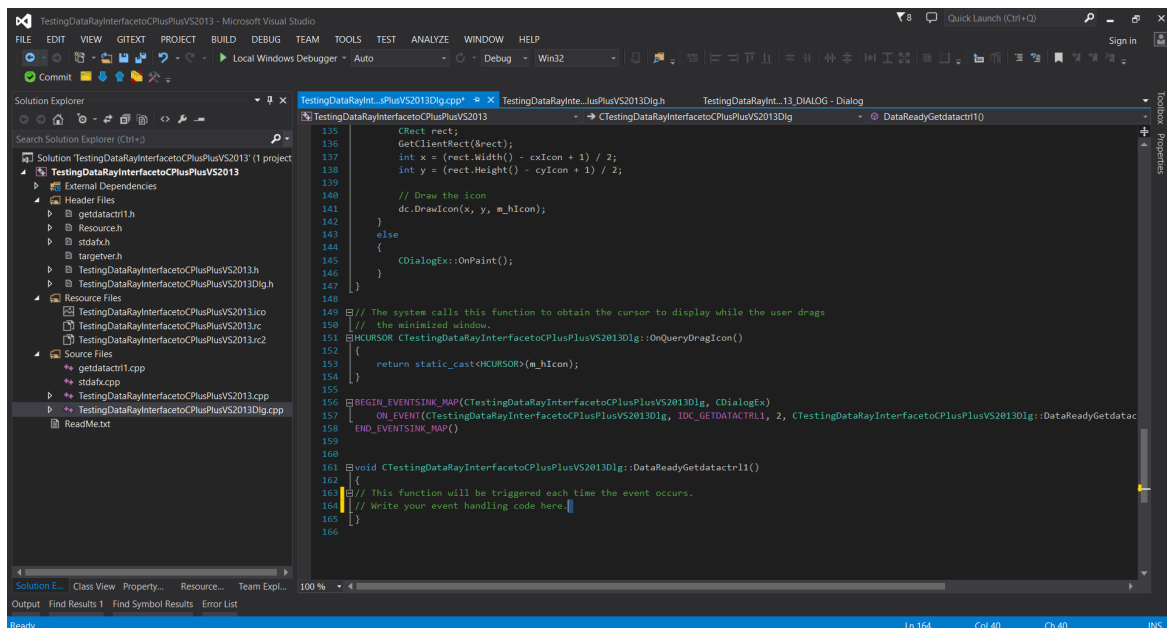 TestingDataRayInterfacetoCPlusPlusVS2013 - Microsoft Visual Studio
8
Quick Launch (Ctrl+Q)
FILE EDIT VIEW GITEXT PROJECT BUILD DEBUG TEAM TOOLS TEST ANALYZE WINDOW HELP
Sign in
Local Windows Debugger Auto Debug Win32
Commit
Solution Explorer
Search Solution Explorer (Ctrl+;)
Solution 'TestingDataRayInterfacetoCPlusPlusVS2013' (1 project
TestingDataRayInterfacetoCPlusPlusVS2013
External Dependencies
Header Files
getdatactrl1.h
Resource.h
stdafx.h
targetver.h
TestingDataRayInterfacetoCPlusPlusVS2013.h
TestingDataRayInterfacetoCPlusPlusVS2013Dlg.h
Resource Files
TestingDataRayInterfacetoCPlusPlusVS2013.ico
TestingDataRayInterfacetoCPlusPlusVS2013.rc
TestingDataRayInterfacetoCPlusPlusVS2013.rc2
Source Files
getdatactrl1.cpp
stdafx.cpp
TestingDataRayInterfacetoCPlusPlusVS2013.cpp
TestingDataRayInterfacetoCPlusPlusVS2013Dlg.cpp
ReadMe.txt
Solution E... Class View Property... Resource... Team Expl...
TestingDataRayInt...sPlusVS2013Dlg.cpp* TestingDataRayInte...lusPlusVS2013Dlg.h TestingDataRayInt...13_DIALOG - Dialog
TestingDataRayInterfacetoCPlusPlusVS2013 CTestingDataRayInterfacetoCPlusPlusVS2013Dlg DataReadyGetdatactrl1()
135 CRect rect;
136 GetClientRect(&rect);
137 int x = (rect.Width() - cxIcon + 1) / 2;
138 int y = (rect.Height() - cyIcon + 1) / 2;
139
140 // Draw the icon
141 dc.DrawIcon(x, y, m_hIcon);
142 }
143 else
144 {
145 CDialogEx::OnPaint();
146 }
147 }
148
149 // The system calls this function to obtain the cursor to display while the user drags
150 // the minimized window.
151 HCURSOR CTestingDataRayInterfacetoCPlusPlusVS2013Dlg::OnQueryDragIcon()
152 {
153 return static_cast<HCURSOR>(m_hIcon);
154 }
155
156 BEGIN_EVENTSINK_MAP(CTestingDataRayInterfacetoCPlusPlusVS2013Dlg, CDialogEx)
157 ON_EVENT(CTestingDataRayInterfacetoCPlusPlusVS2013Dlg, IDC_GETDATACTRL1, 2, CTestingDataRayInterfacetoCPlusPlusVS2013Dlg::DataReadyGetdatac
158 END_EVENTSINK_MAP()
159
160
161 void CTestingDataRayInterfacetoCPlusPlusVS2013Dlg::DataReadyGetdatactrl1()
162 {
163 // This function will be triggered each time the event occurs.
164 // Write your event handling code here.
165 }
166
100 %
Toolbox
Properties
Output Find Results 1 Find Symbol Results Error List
Ready Ln 164 Col 40 Ch 40 INS